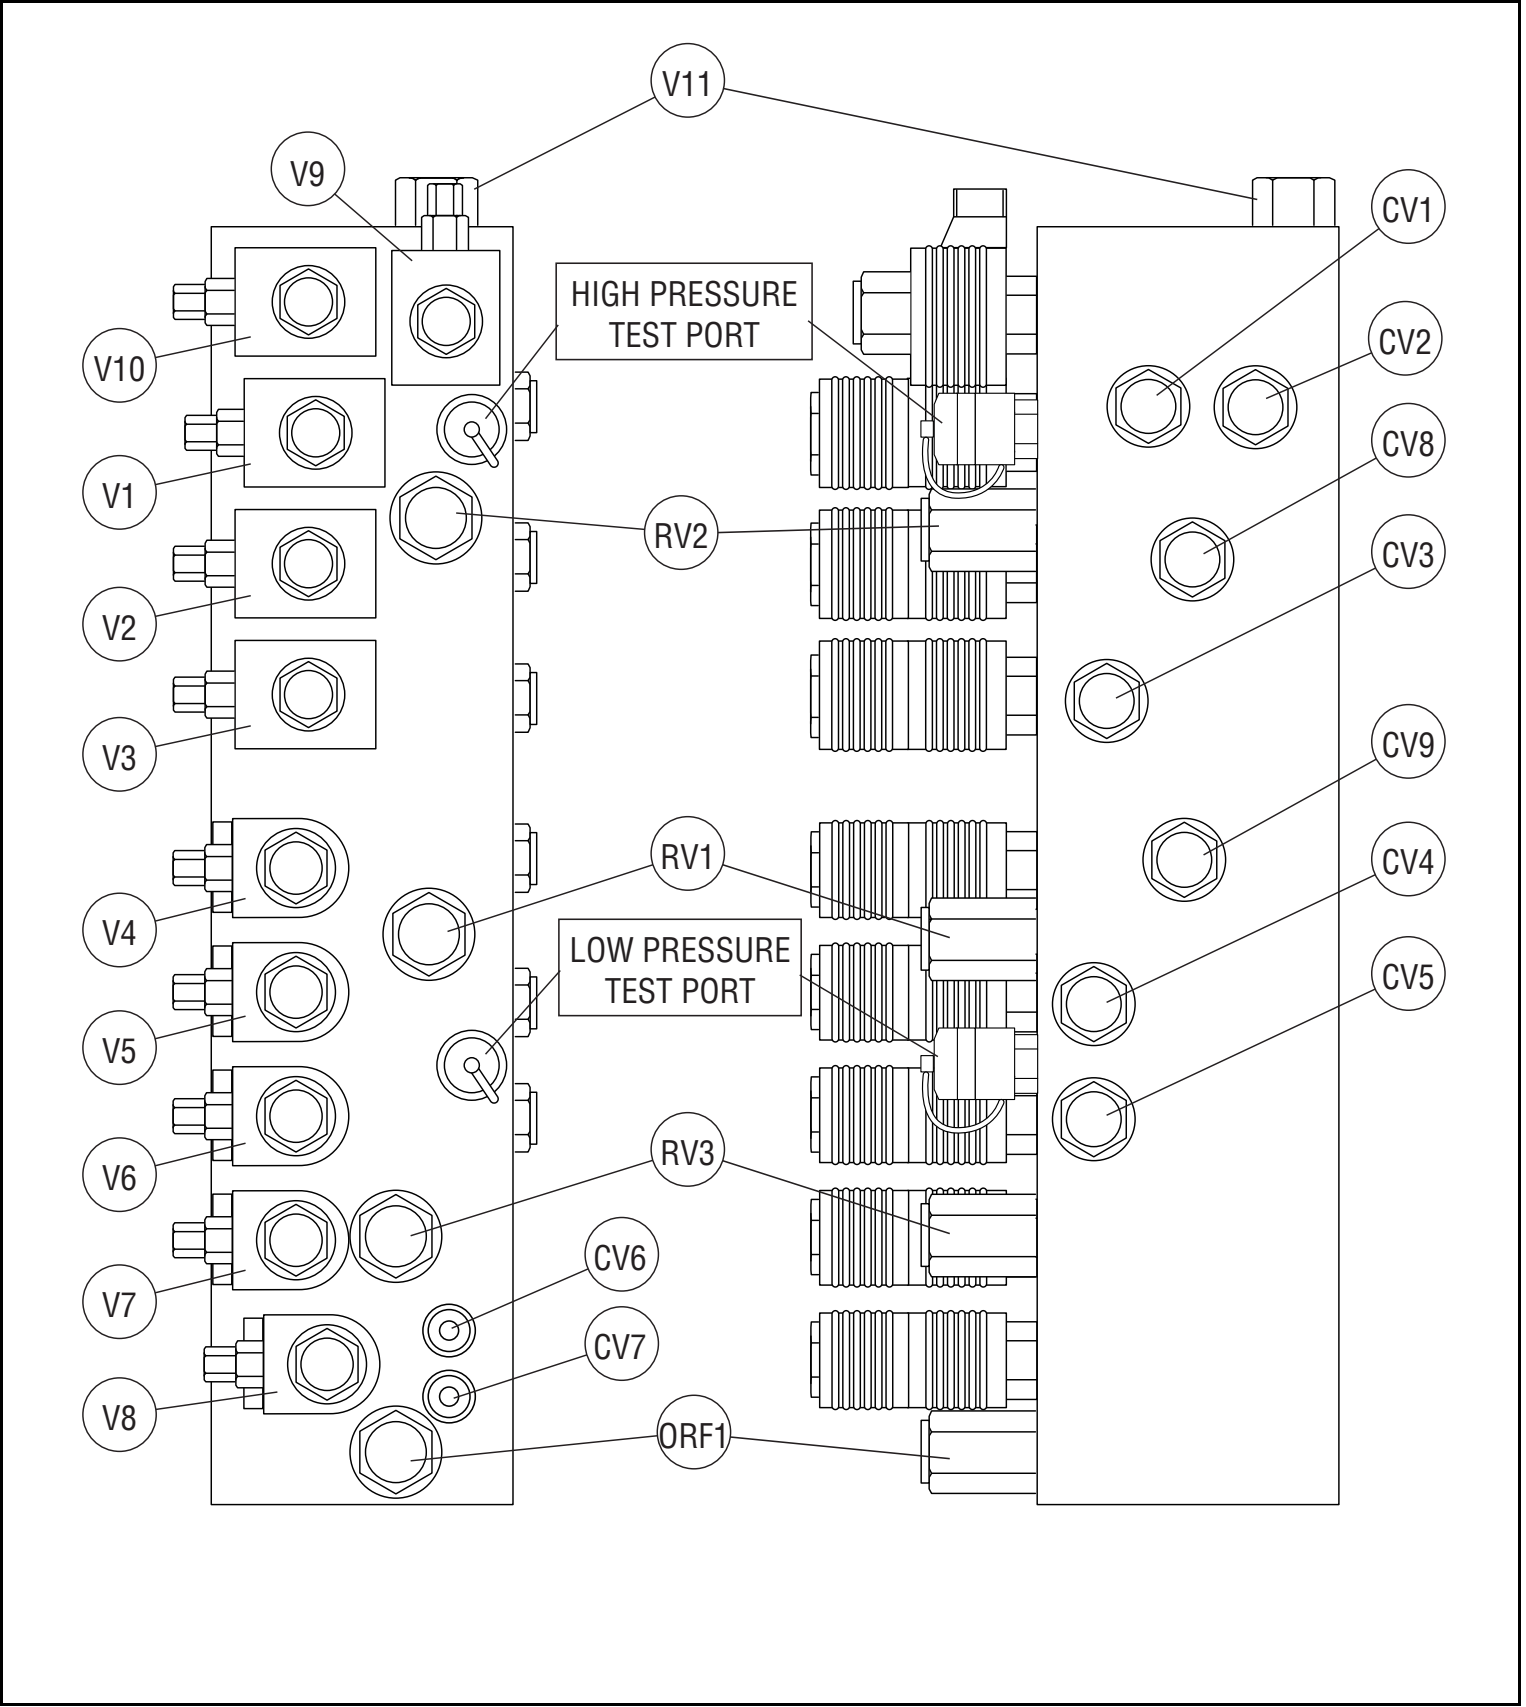 V11
V9
CV1
HIGH PRESSURE
TEST PORT
CV2
V10
CV8
V1
RV2
CV3
V2
V3
CV9
RV1
CV4
V4
LOW PRESSURE
TEST PORT
CV5
V5
RV3
V6
CV6
V7
CV7
V8
ORF1